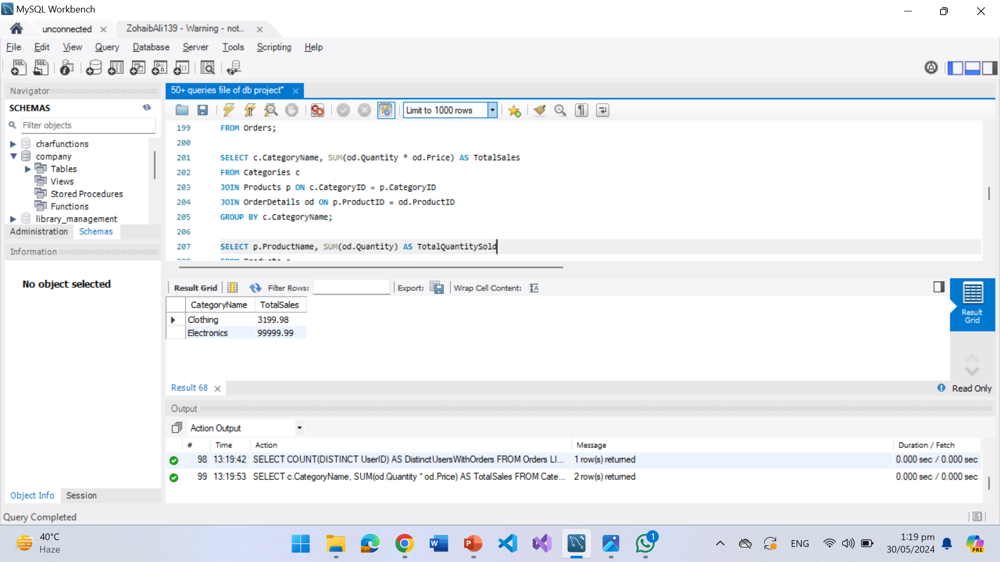 MySQL Workbench
unconnected
ZohaibAli139 - Warning - not...
File Edit View Query Database Server Tools Scripting Help
Navigator
SCHEMAS
Filter objects
charfunctions
company
Tables
Views
Stored Procedures
Functions
library_management
Administration Schemas
Information
No object selected
Object Info Session
50+ queries file of db project*
Limit to 1000 rows
199 FROM Orders;
200
201 SELECT c.CategoryName, SUM(od.Quantity * od.Price) AS TotalSales
202 FROM Categories c
203 JOIN Products p ON c.CategoryID = p.CategoryID
204 JOIN OrderDetails od ON p.ProductID = od.ProductID
205 GROUP BY c.CategoryName;
206
207 SELECT p.ProductName, SUM(od.Quantity) AS TotalQuantitySold
208 FROM Products p
Result Grid Filter Rows: Export: Wrap Cell Content:
CategoryName TotalSales
Clothing 3199.98
Electronics 99999.99
Result
Grid
Result 68
Read Only
Output
Action Output
# Time Action Message Duration / Fetch
98 13:19:42 SELECT COUNT(DISTINCT UserID) AS DistinctUsersWithOrders FROM Orders LI... 1 row(s) returned 0.000 sec / 0.000 sec
99 13:19:53 SELECT c.CategoryName, SUM(od.Quantity * od.Price) AS TotalSales FROM Cate... 2 row(s) returned 0.000 sec / 0.000 sec
Query Completed
40°C
Haze
1
ENG
1:19 pm
30/05/2024
PRE